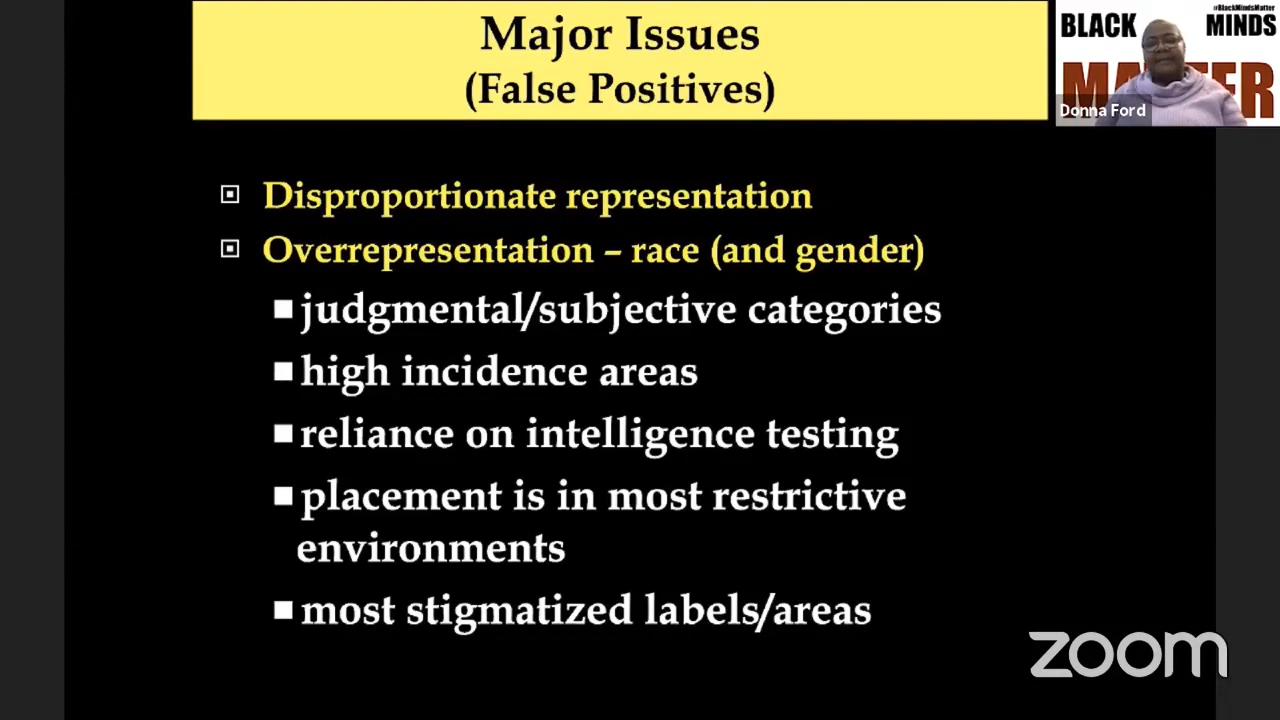 Major Issues
(False Positives)
#BlackMindsMatter
BLACK MINDS
MATTER
Donna Ford
Disproportionate representation
Overrepresentation – race (and gender)
judgmental/subjective categories
high incidence areas
reliance on intelligence testing
placement is in most restrictive
environments
most stigmatized labels/areas
zoom